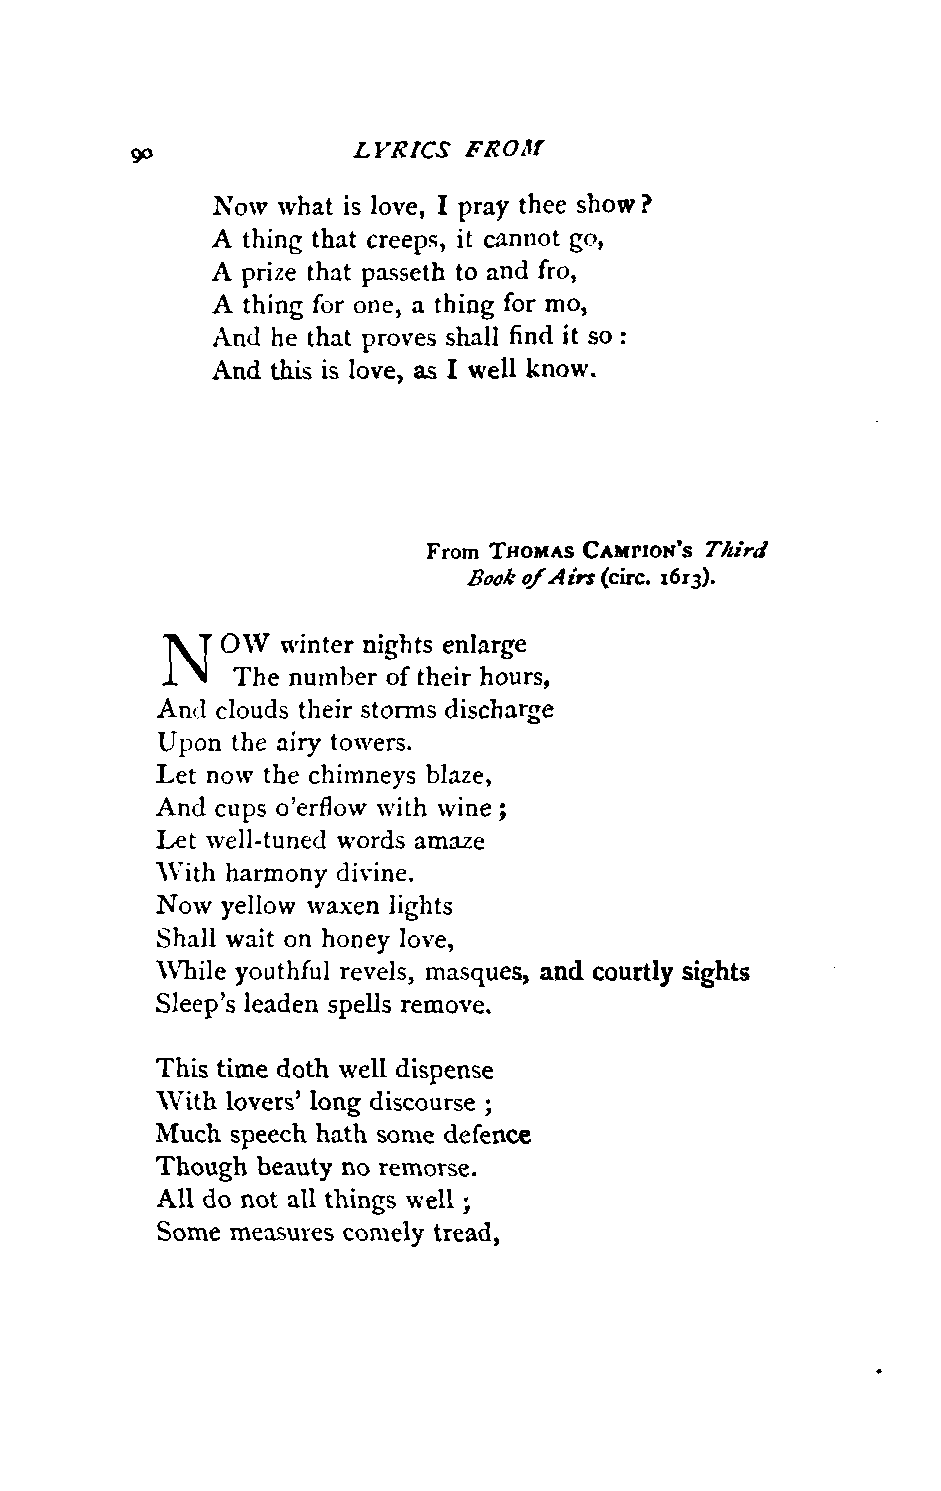 90 LYRICS FROM
Now what is love, I pray thee show?
A thing that creeps, it cannot go,
A prize that passeth to and fro,
A thing for one, a thing for mo,
And he that proves shall find it so :
And this is love, as I well know.
From THOMAS CAMPION'S Third
Book of Airs (circ. 1613).
NOW winter nights enlarge
The number of their hours,
And clouds their storms discharge
Upon the airy towers.
Let now the chimneys blaze,
And cups o'erflow with wine ;
Let well-tuned words amaze
With harmony divine.
Now yellow waxen lights
Shall wait on honey love,
While youthful revels, masques, and courtly sights
Sleep's leaden spells remove.
This time doth well dispense
With lovers' long discourse ;
Much speech hath some defence
Though beauty no remorse.
All do not all things well ;
Some measures comely tread,